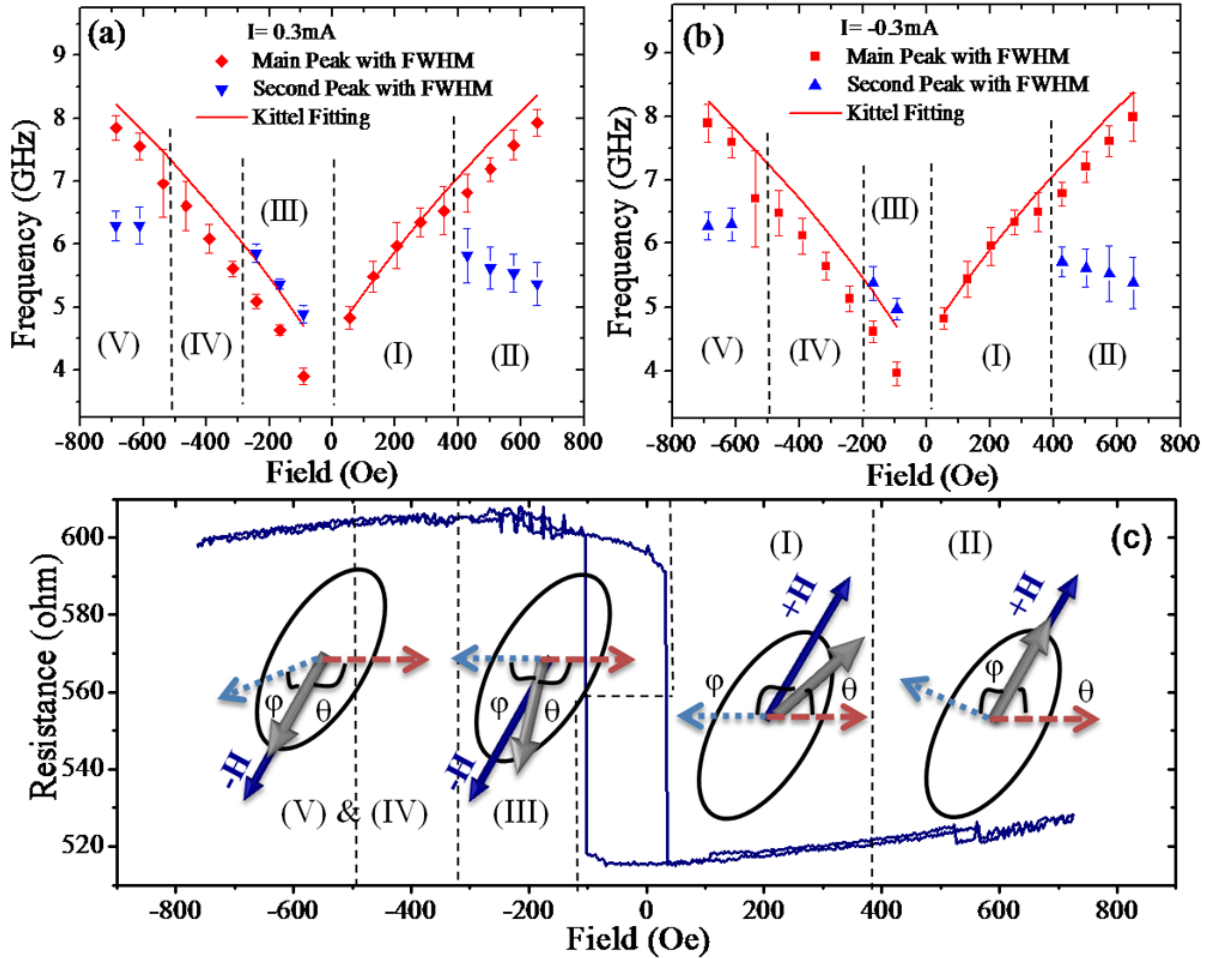 (a)
I= 0.3mA
Main Peak with FWHM
Second Peak with FWHM
Kittel Fitting
Frequency (GHz)
9
8
7
6
5
4
(III)
(V)
(IV)
(I)
(II)
-800 -600 -400 -200 0 200 400 600 800
Field (Oe)
(b)
I= -0.3mA
Main Peak with FWHM
Second Peak with FWHM
Kittel Fitting
Frequency (GHz)
9
8
7
6
5
4
(III)
(V)
(IV)
(I)
(II)
-800 -600 -400 -200 0 200 400 600 800
Field (Oe)
(c)
Resistance (ohm)
600
580
560
540
520
(I)
(II)
+H
+H
φ
θ
φ
θ
φ
θ
φ
θ
-H
-H
(V) & (IV)
(III)
-800 -600 -400 -200 0 200 400 600 800
Field (Oe)